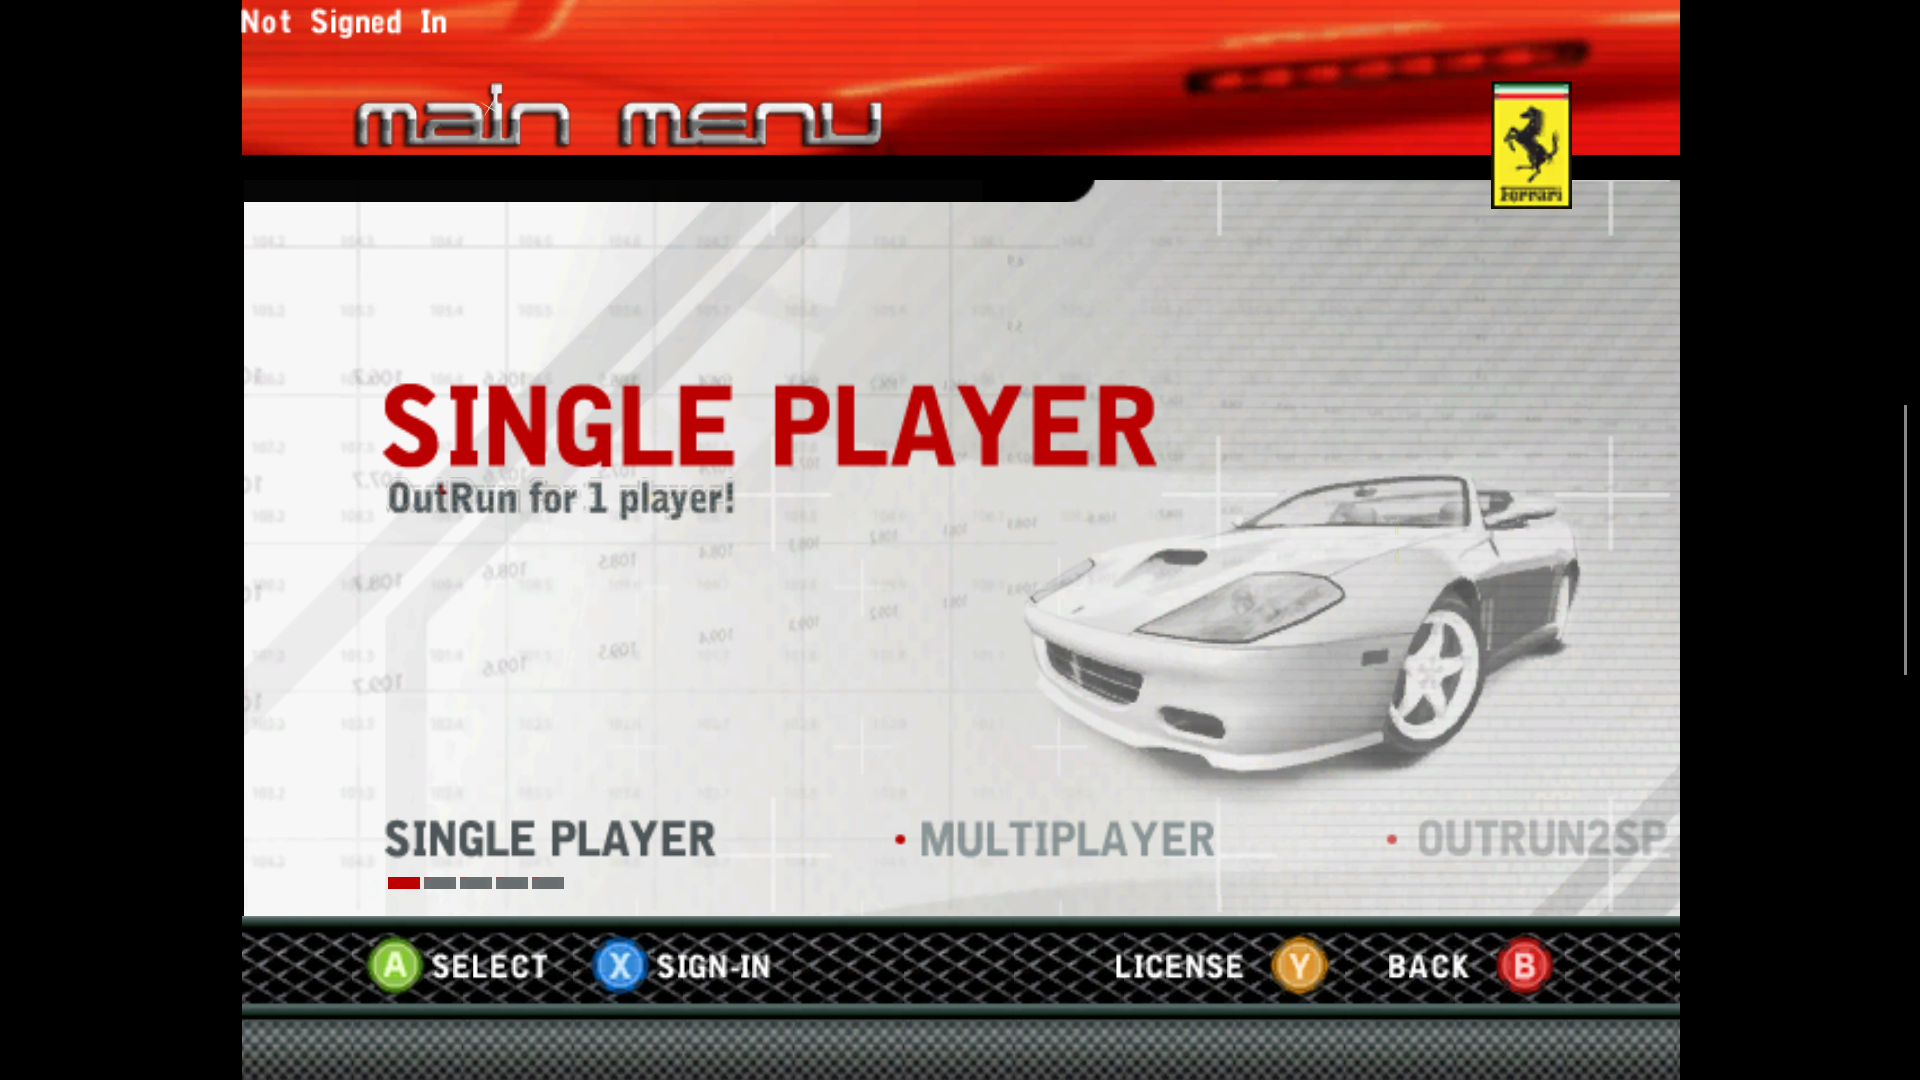 Not Signed In
main menu
Ferrari
SINGLE PLAYER
OutRun for 1 player!
SINGLE PLAYER
• MULTIPLAYER
• OUTRUN2SP
A SELECT
X SIGN-IN
LICENSE Y
BACK B